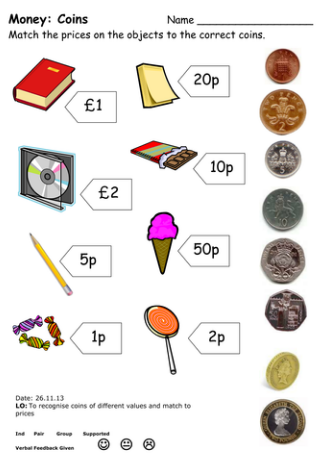 Money: Coins
Name ____________________
Match the prices on the objects to the correct coins.
£1
20p
£2
10p
5p
50p
1p
2p
Date: 26.11.13
LO: To recognise coins of different values and match to
prices
Ind Pair Group Supported
Verbal Feedback Given